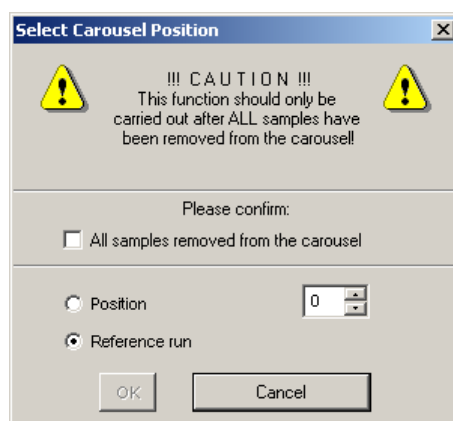 Select Carousel Position
!!! C A U T I O N !!!
This function should only be
carried out after ALL samples have
been removed from the carousel!
Please confirm:
All samples removed from the carousel
Position 0
Reference run
OK Cancel